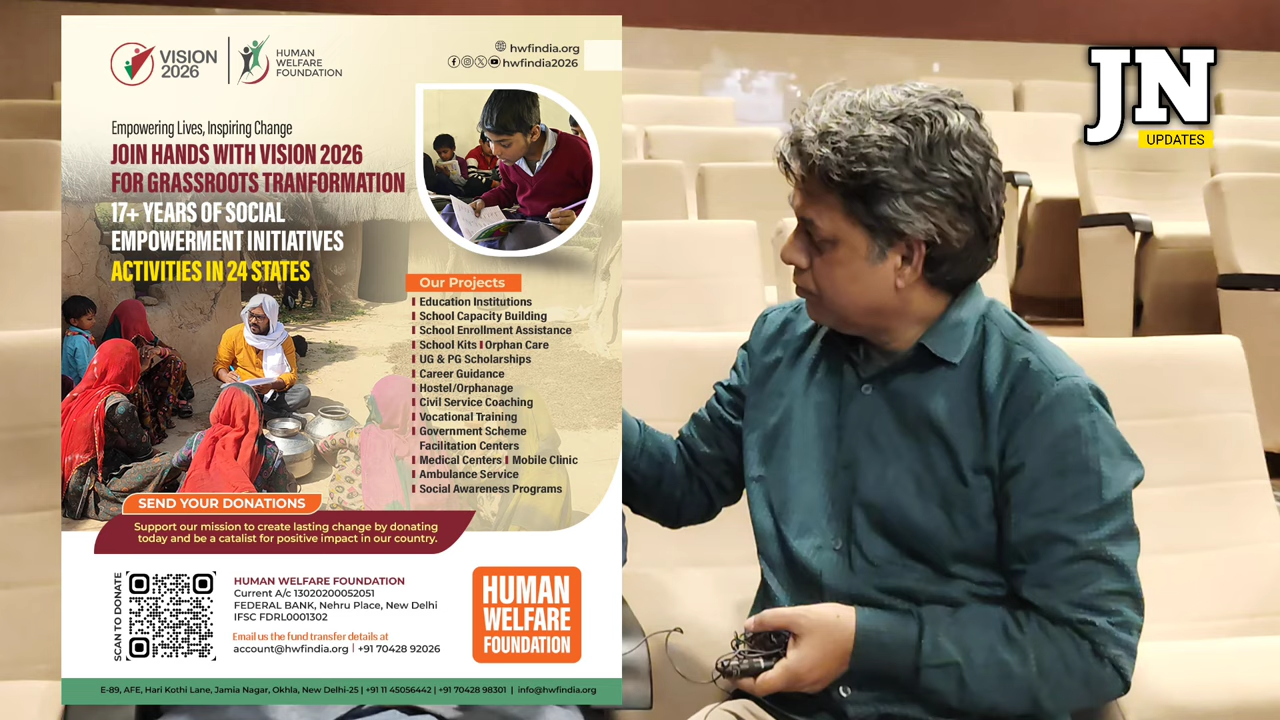 VISION
2026
HUMAN
WELFARE
FOUNDATION
hwfindia.org
hwfindia2026
Empowering Lives, Inspiring Change
JOIN HANDS WITH VISION 2026
FOR GRASSROOTS TRANFORMATION
17+ YEARS OF SOCIAL
EMPOWERMENT INITIATIVES
ACTIVITIES IN 24 STATES
Our Projects
Education Institutions
School Capacity Building
School Enrollment Assistance
School Kits Orphan Care
UG & PG Scholarships
Career Guidance
Hostel/Orphanage
Civil Service Coaching
Vocational Training
Government Scheme
Facilitation Centers
Medical Centers Mobile Clinic
Ambulance Service
Social Awareness Programs
SEND YOUR DONATIONS
Support our mission to create lasting change by donating
today and be a catalist for positive impact in our country.
SCAN TO DONATE
HUMAN WELFARE FOUNDATION
Current A/c 13020200052051
FEDERAL BANK, Nehru Place, New Delhi
IFSC FDRL0001302
Email us the fund transfer details at
account@hwfindia.org | +91 70428 92026
HUMAN
WELFARE
FOUNDATION
E-89, AFE, Hari Kothi Lane, Jamia Nagar, Okhla, New Delhi-25 | +91 11 45056442 | +91 70428 98301 | info@hwfindia.org
JN
UPDATES